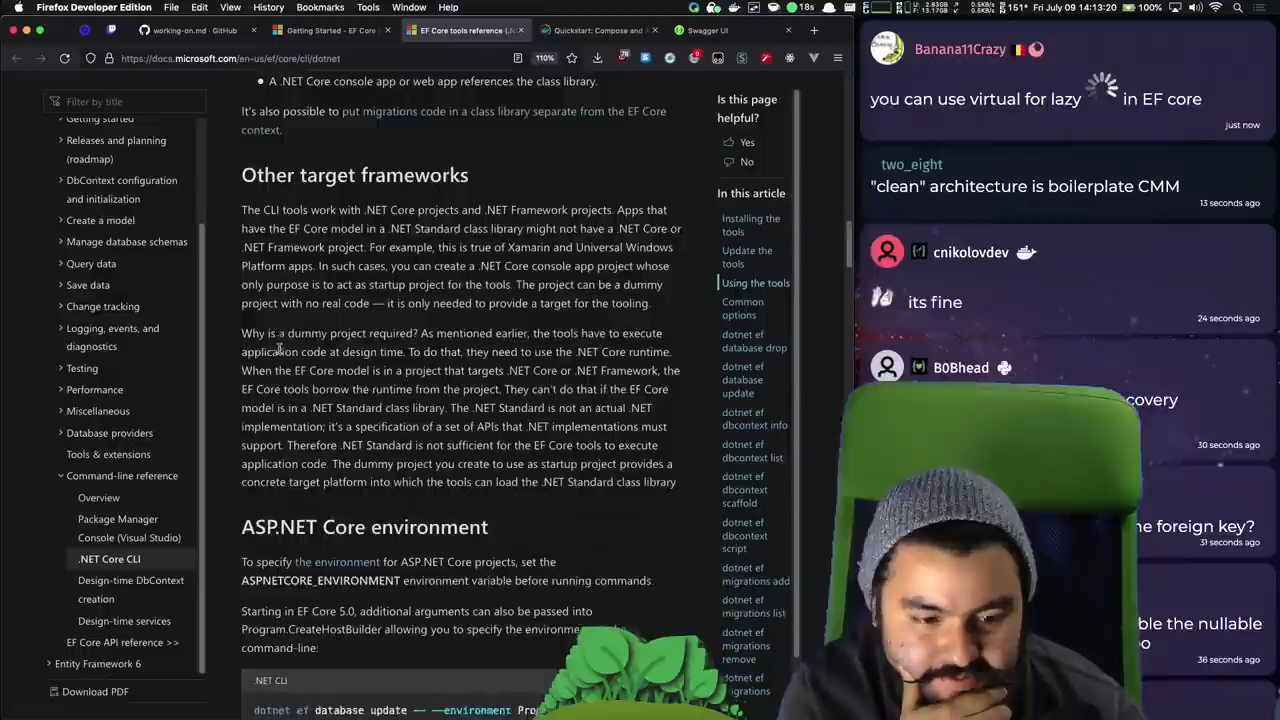 Firefox Developer Edition File Edit View History Bookmarks Tools Window Help
18s
151° Fri July 09 14:13:20 100%
working-on.md · GitHub
Getting Started - EF Core
EF Core tools reference (.N
Quickstart: Compose and
Swagger UI
https://docs.microsoft.com/en-us/ef/core/cli/dotnet
110%
Filter by title
Getting started
Releases and planning
(roadmap)
DbContext configuration
and initialization
Create a model
Manage database schemas
Query data
Save data
Change tracking
Logging, events, and
diagnostics
Testing
Performance
Miscellaneous
Database providers
Tools & extensions
Command-line reference
Overview
Package Manager
Console (Visual Studio)
.NET Core CLI
Design-time DbContext
creation
Design-time services
EF Core API reference >>
Entity Framework 6
Download PDF
A .NET Core console app or web app references the class library.
It's also possible to put migrations code in a class library separate from the EF Core
context.
Other target frameworks
The CLI tools work with .NET Core projects and .NET Framework projects. Apps that
have the EF Core model in a .NET Standard class library might not have a .NET Core or
.NET Framework project. For example, this is true of Xamarin and Universal Windows
Platform apps. In such cases, you can create a .NET Core console app project whose
only purpose is to act as startup project for the tools. The project can be a dummy
project with no real code — it is only needed to provide a target for the tooling.
Why is a dummy project required? As mentioned earlier, the tools have to execute
application code at design time. To do that, they need to use the .NET Core runtime.
When the EF Core model is in a project that targets .NET Core or .NET Framework, the
EF Core tools borrow the runtime from the project. They can't do that if the EF Core
model is in a .NET Standard class library. The .NET Standard is not an actual .NET
implementation; it's a specification of a set of APIs that .NET implementations must
support. Therefore .NET Standard is not sufficient for the EF Core tools to execute
application code. The dummy project you create to use as startup project provides a
concrete target platform into which the tools can load the .NET Standard class library
ASP.NET Core environment
To specify the environment for ASP.NET Core projects, set the
ASPNETCORE_ENVIRONMENT environment variable before running commands.
Starting in EF Core 5.0, additional arguments can also be passed into
Program.CreateHostBuilder allowing you to specify the environme
command-line:
.NET CLI
dotnet ef database update -- --environment Pro
Is this page
helpful?
Yes
No
In this article
Installing the
tools
Update the
tools
Using the tools
Common
options
dotnet ef
database drop
dotnet ef
database
update
dotnet ef
dbcontext info
dotnet ef
dbcontext list
dotnet ef
dbcontext
scaffold
dotnet ef
dbcontext
script
dotnet ef
migrations add
dotnet ef
migrations list
dotnet ef
migrations
remove
dotnet ef
migrations
Banana11Crazy
you can use virtual for lazy in EF core
just now
two_eight
"clean" architecture is boilerplate CMM
13 seconds ago
cnikolovdev
its fine
24 seconds ago
B0Bhead
covery
30 seconds ago
ne foreign key?
31 seconds ago
ble the nullable
oo
36 seconds ago